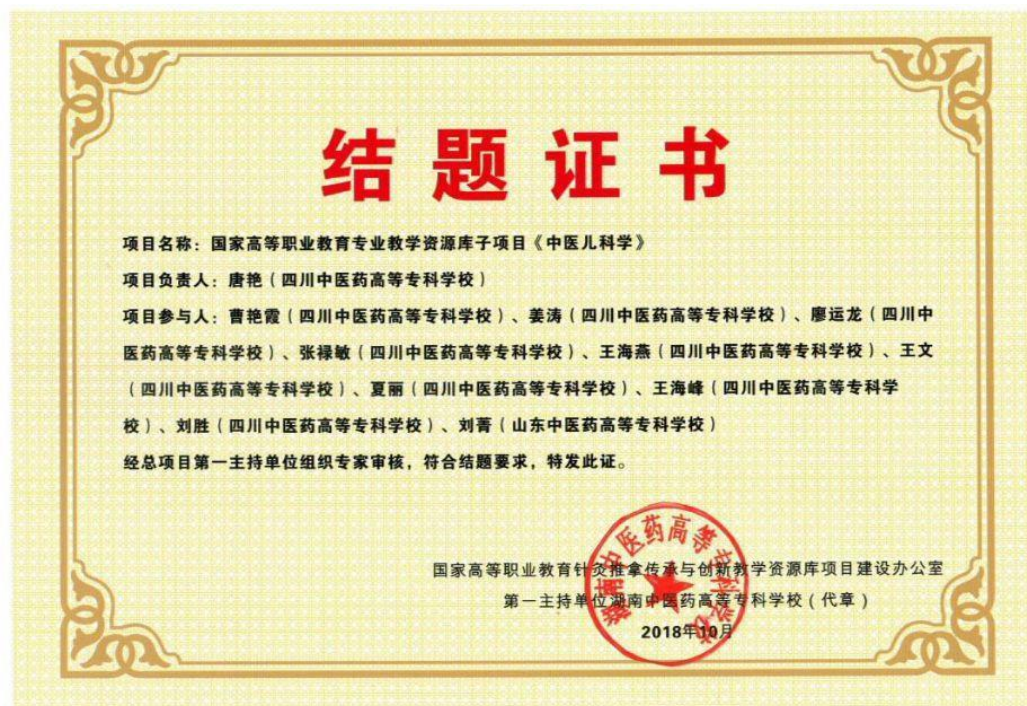 结题证书
项目名称：国家高等职业教育专业教学资源库子项目《中医儿科学》
项目负责人：唐艳（四川中医药高等专科学校）
项目参与人：曹艳霞（四川中医药高等专科学校）、姜涛（四川中医药高等专科学校）、廖运龙（四川中
医药高等专科学校）、张禄敏（四川中医药高等专科学校）、王海燕（四川中医药高等专科学校）、王文
（四川中医药高等专科学校）、夏丽（四川中医药高等专科学校）、王海峰（四川中医药高等专科学
校）、刘胜（四川中医药高等专科学校）、刘菁（山东中医药高等专科学校）
经总项目第一主持单位组织专家审核，符合结题要求，特发此证。
湖南中医药高等专科学校
国家高等职业教育针灸推拿传承与创新教学资源库项目建设办公室
第一主持单位湖南中医药高等专科学校（代章）
2018年10月